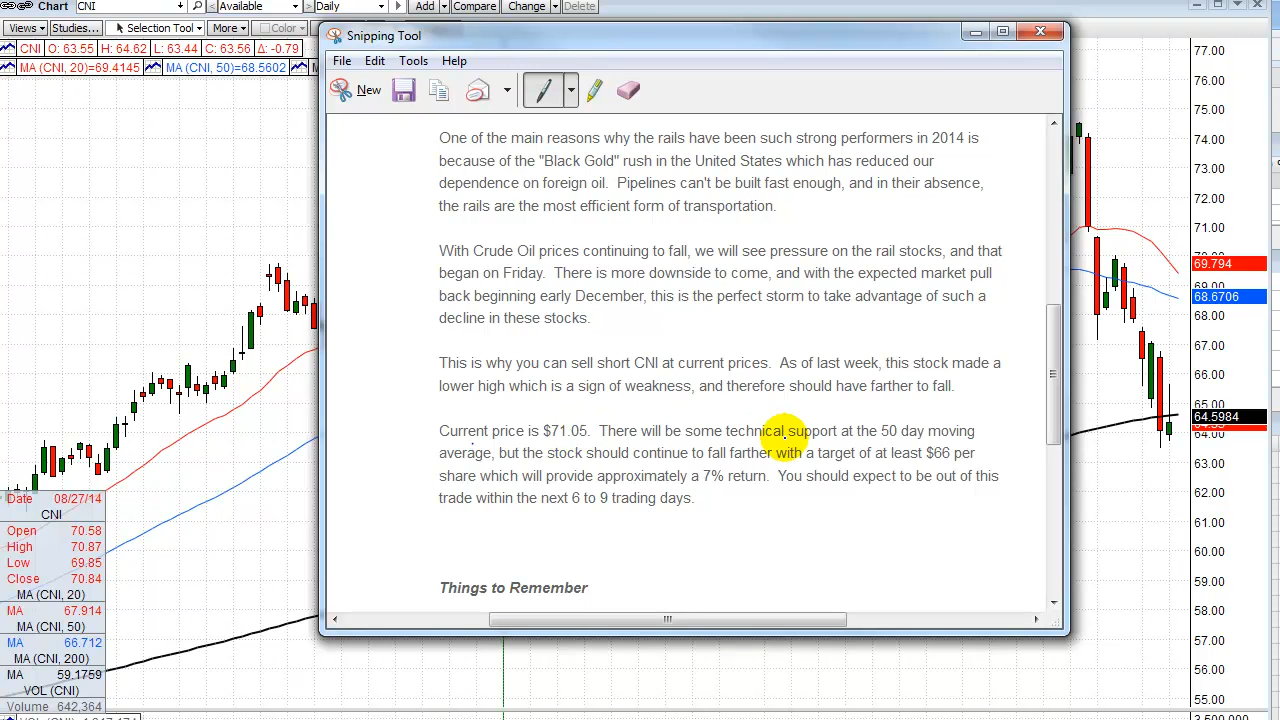 Chart CNI Available Daily Add Compare Change Delete
Views Studies... Selection Tool More Color
CNI O: 63.55 H: 64.62 L: 63.44 C: 63.56 Δ: -0.79
MA (CNI, 20)=69.4145 MA (CNI, 50)=68.5602
Snipping Tool
File Edit Tools Help
New
One of the main reasons why the rails have been such strong performers in 2014 is
because of the "Black Gold" rush in the United States which has reduced our
dependence on foreign oil. Pipelines can't be built fast enough, and in their absence,
the rails are the most efficient form of transportation.
With Crude Oil prices continuing to fall, we will see pressure on the rail stocks, and that
began on Friday. There is more downside to come, and with the expected market pull
back beginning early December, this is the perfect storm to take advantage of such a
decline in these stocks.
This is why you can sell short CNI at current prices. As of last week, this stock made a
lower high which is a sign of weakness, and therefore should have farther to fall.
Current price is $71.05. There will be some technical support at the 50 day moving
average, but the stock should continue to fall farther with a target of at least $66 per
share which will provide approximately a 7% return. You should expect to be out of this
trade within the next 6 to 9 trading days.
Things to Remember
77.00
76.00
75.00
74.00
73.00
72.00
71.00
69.794
69.00
68.6706
68.00
67.00
66.00
65.00
64.5984
64.00
63.00
62.00
61.00
60.00
59.00
58.00
57.00
56.00
55.00
Date 08/27/14
CNI
Open 70.58
High 70.87
Low 69.85
Close 70.84
MA (CNI, 20)
MA 67.914
MA (CNI, 50)
MA 66.712
MA (CNI, 200)
MA 59.1759
VOL (CNI)
Volume 642,364